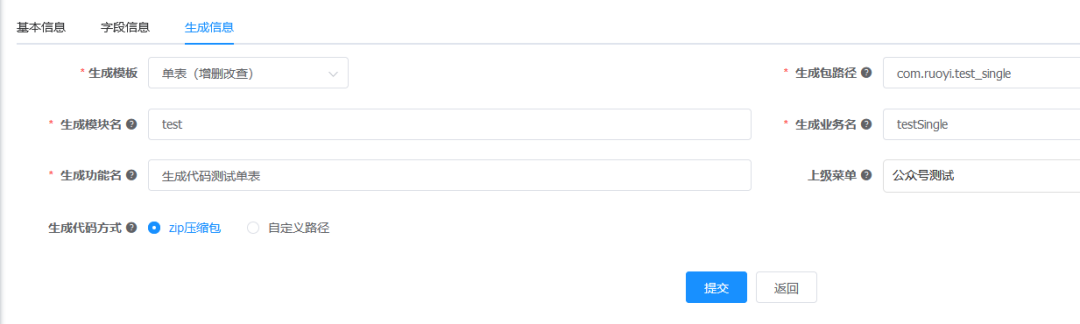 基本信息 字段信息 生成信息
* 生成模板 单表（增删改查） * 生成包路径 com.ruoyi.test_single
* 生成模块名 test * 生成业务名 testSingle
* 生成功能名 生成代码测试单表 上级菜单 公众号测试
生成代码方式 zip压缩包 自定义路径
提交 返回